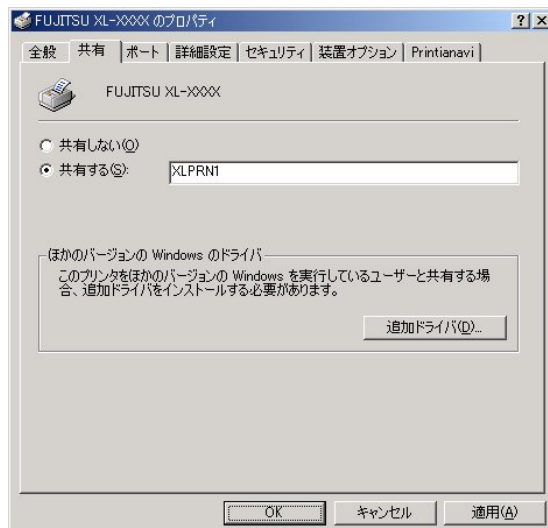 FUJITSU XL-XXXX のプロパティ
全般 共有 ポート 詳細設定 セキュリティ 装置オプション Printianavi
FUJITSU XL-XXXX
共有しない(O)
共有する(S): XLPRN1
ほかのバージョンの Windows のドライバ
このプリンタをほかのバージョンの Windows を実行しているユーザーと共有する場
合、追加ドライバをインストールする必要があります。
追加ドライバ(D)...
OK キャンセル 適用(A)